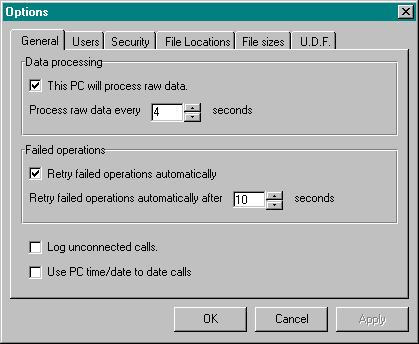 Options
General Users Security File Locations File sizes U.D.F.
Data processing
This PC will process raw data.
Process raw data every 4 seconds
Failed operations
Retry failed operations automatically
Retry failed operations automatically after 10 seconds
Log unconnected calls.
Use PC time/date to date calls
OK Cancel Apply